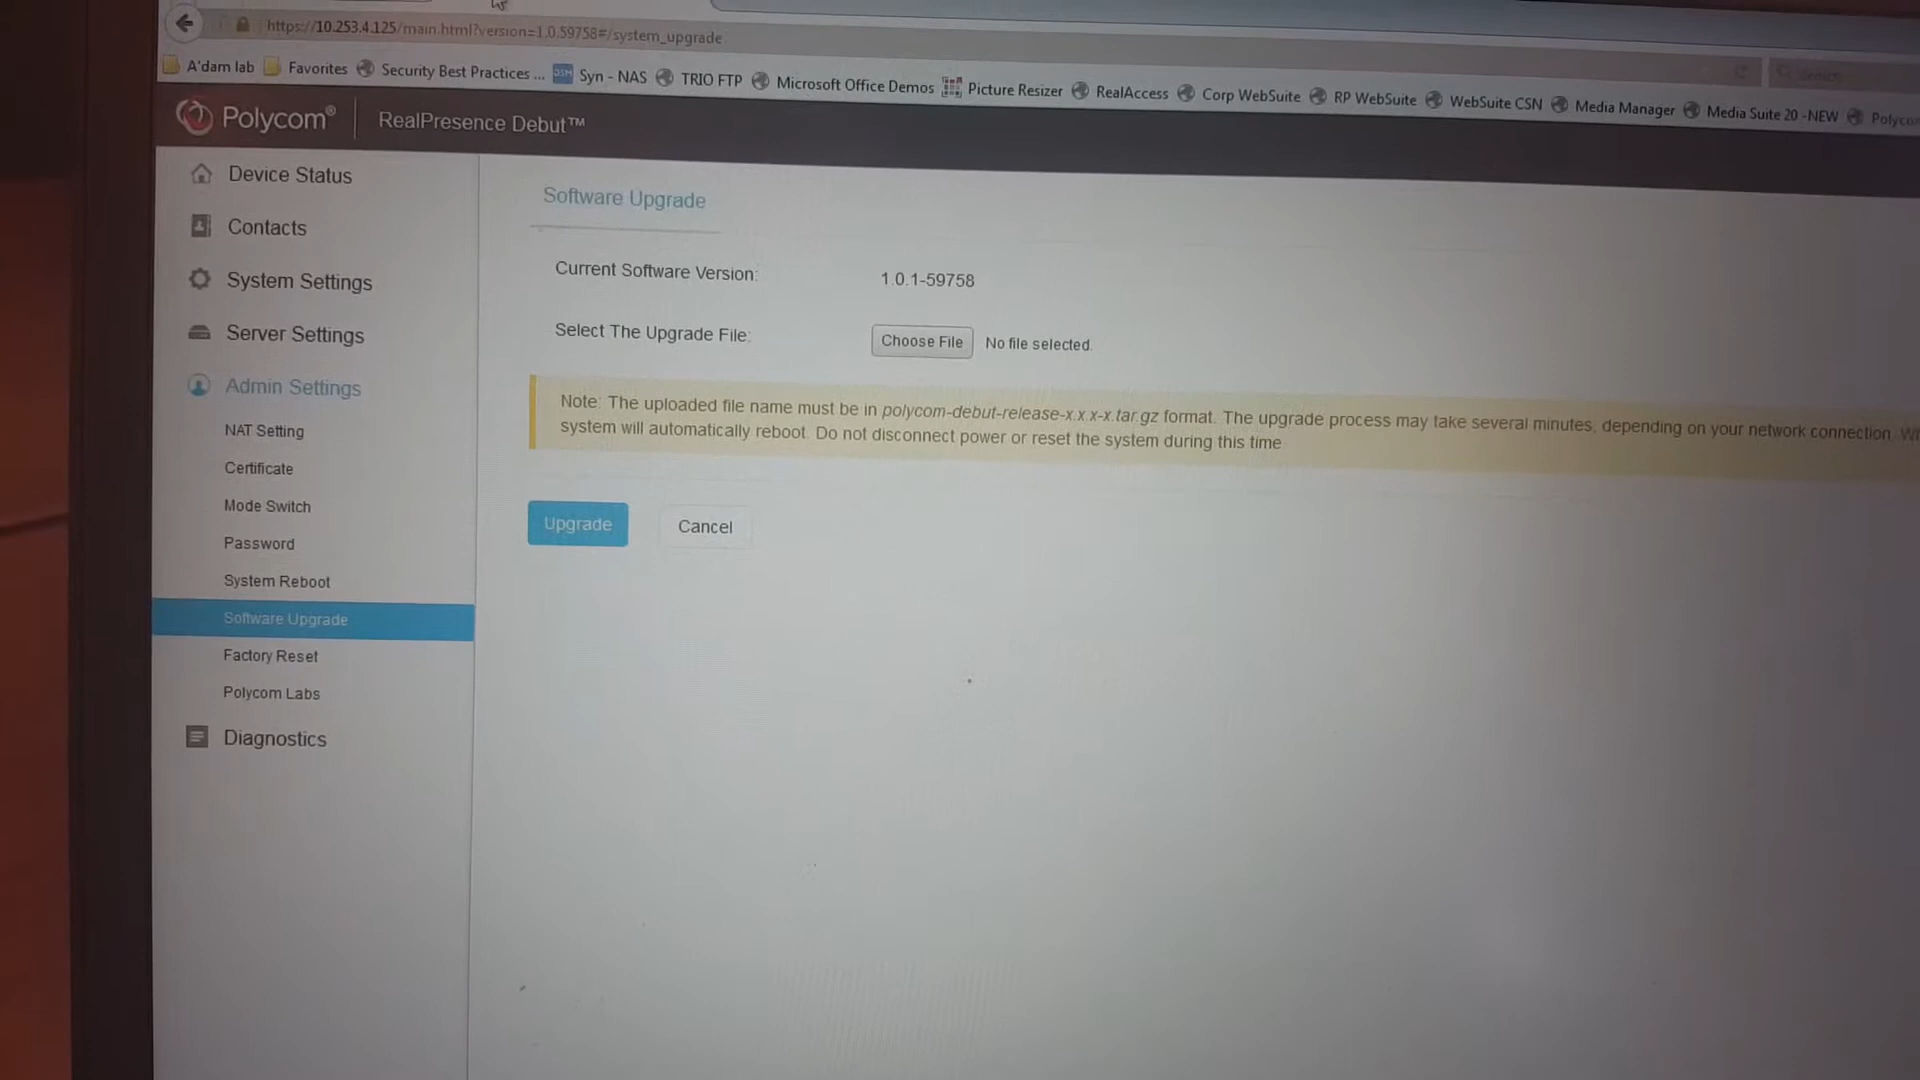 https://10.253.4.125/main.html?version=1.0.59758#/system_upgrade
A'dam lab Favorites Security Best Practices ... Syn - NAS TRIO FTP Microsoft Office Demos Picture Resizer RealAccess Corp WebSuite RP WebSuite WebSuite CSN Media Manager Media Suite 20 -NEW Polycom
Polycom® RealPresence Debut™
Device Status
Contacts
System Settings
Server Settings
Admin Settings
NAT Setting
Certificate
Mode Switch
Password
System Reboot
Software Upgrade
Factory Reset
Polycom Labs
Diagnostics
Software Upgrade
Current Software Version: 1.0.1-59758
Select The Upgrade File: Choose File No file selected.
Note: The uploaded file name must be in polycom-debut-release-x.x.x-x.tar.gz format. The upgrade process may take several minutes, depending on your network connection.
system will automatically reboot. Do not disconnect power or reset the system during this time
Upgrade Cancel